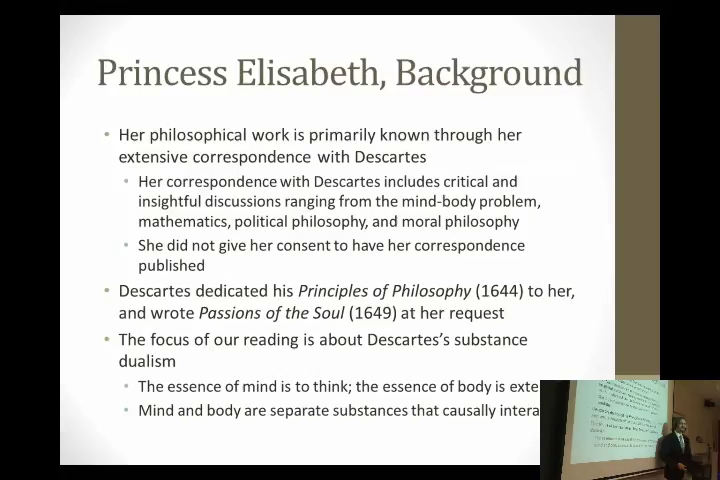 Princess Elisabeth, Background
• Her philosophical work is primarily known through her
extensive correspondence with Descartes
• Her correspondence with Descartes includes critical and
insightful discussions ranging from the mind-body problem,
mathematics, political philosophy, and moral philosophy
• She did not give her consent to have her correspondence
published
• Descartes dedicated his Principles of Philosophy (1644) to her,
and wrote Passions of the Soul (1649) at her request
• The focus of our reading is about Descartes's substance
dualism
• The essence of mind is to think; the essence of body is
• Mind and body are separate substances that causally